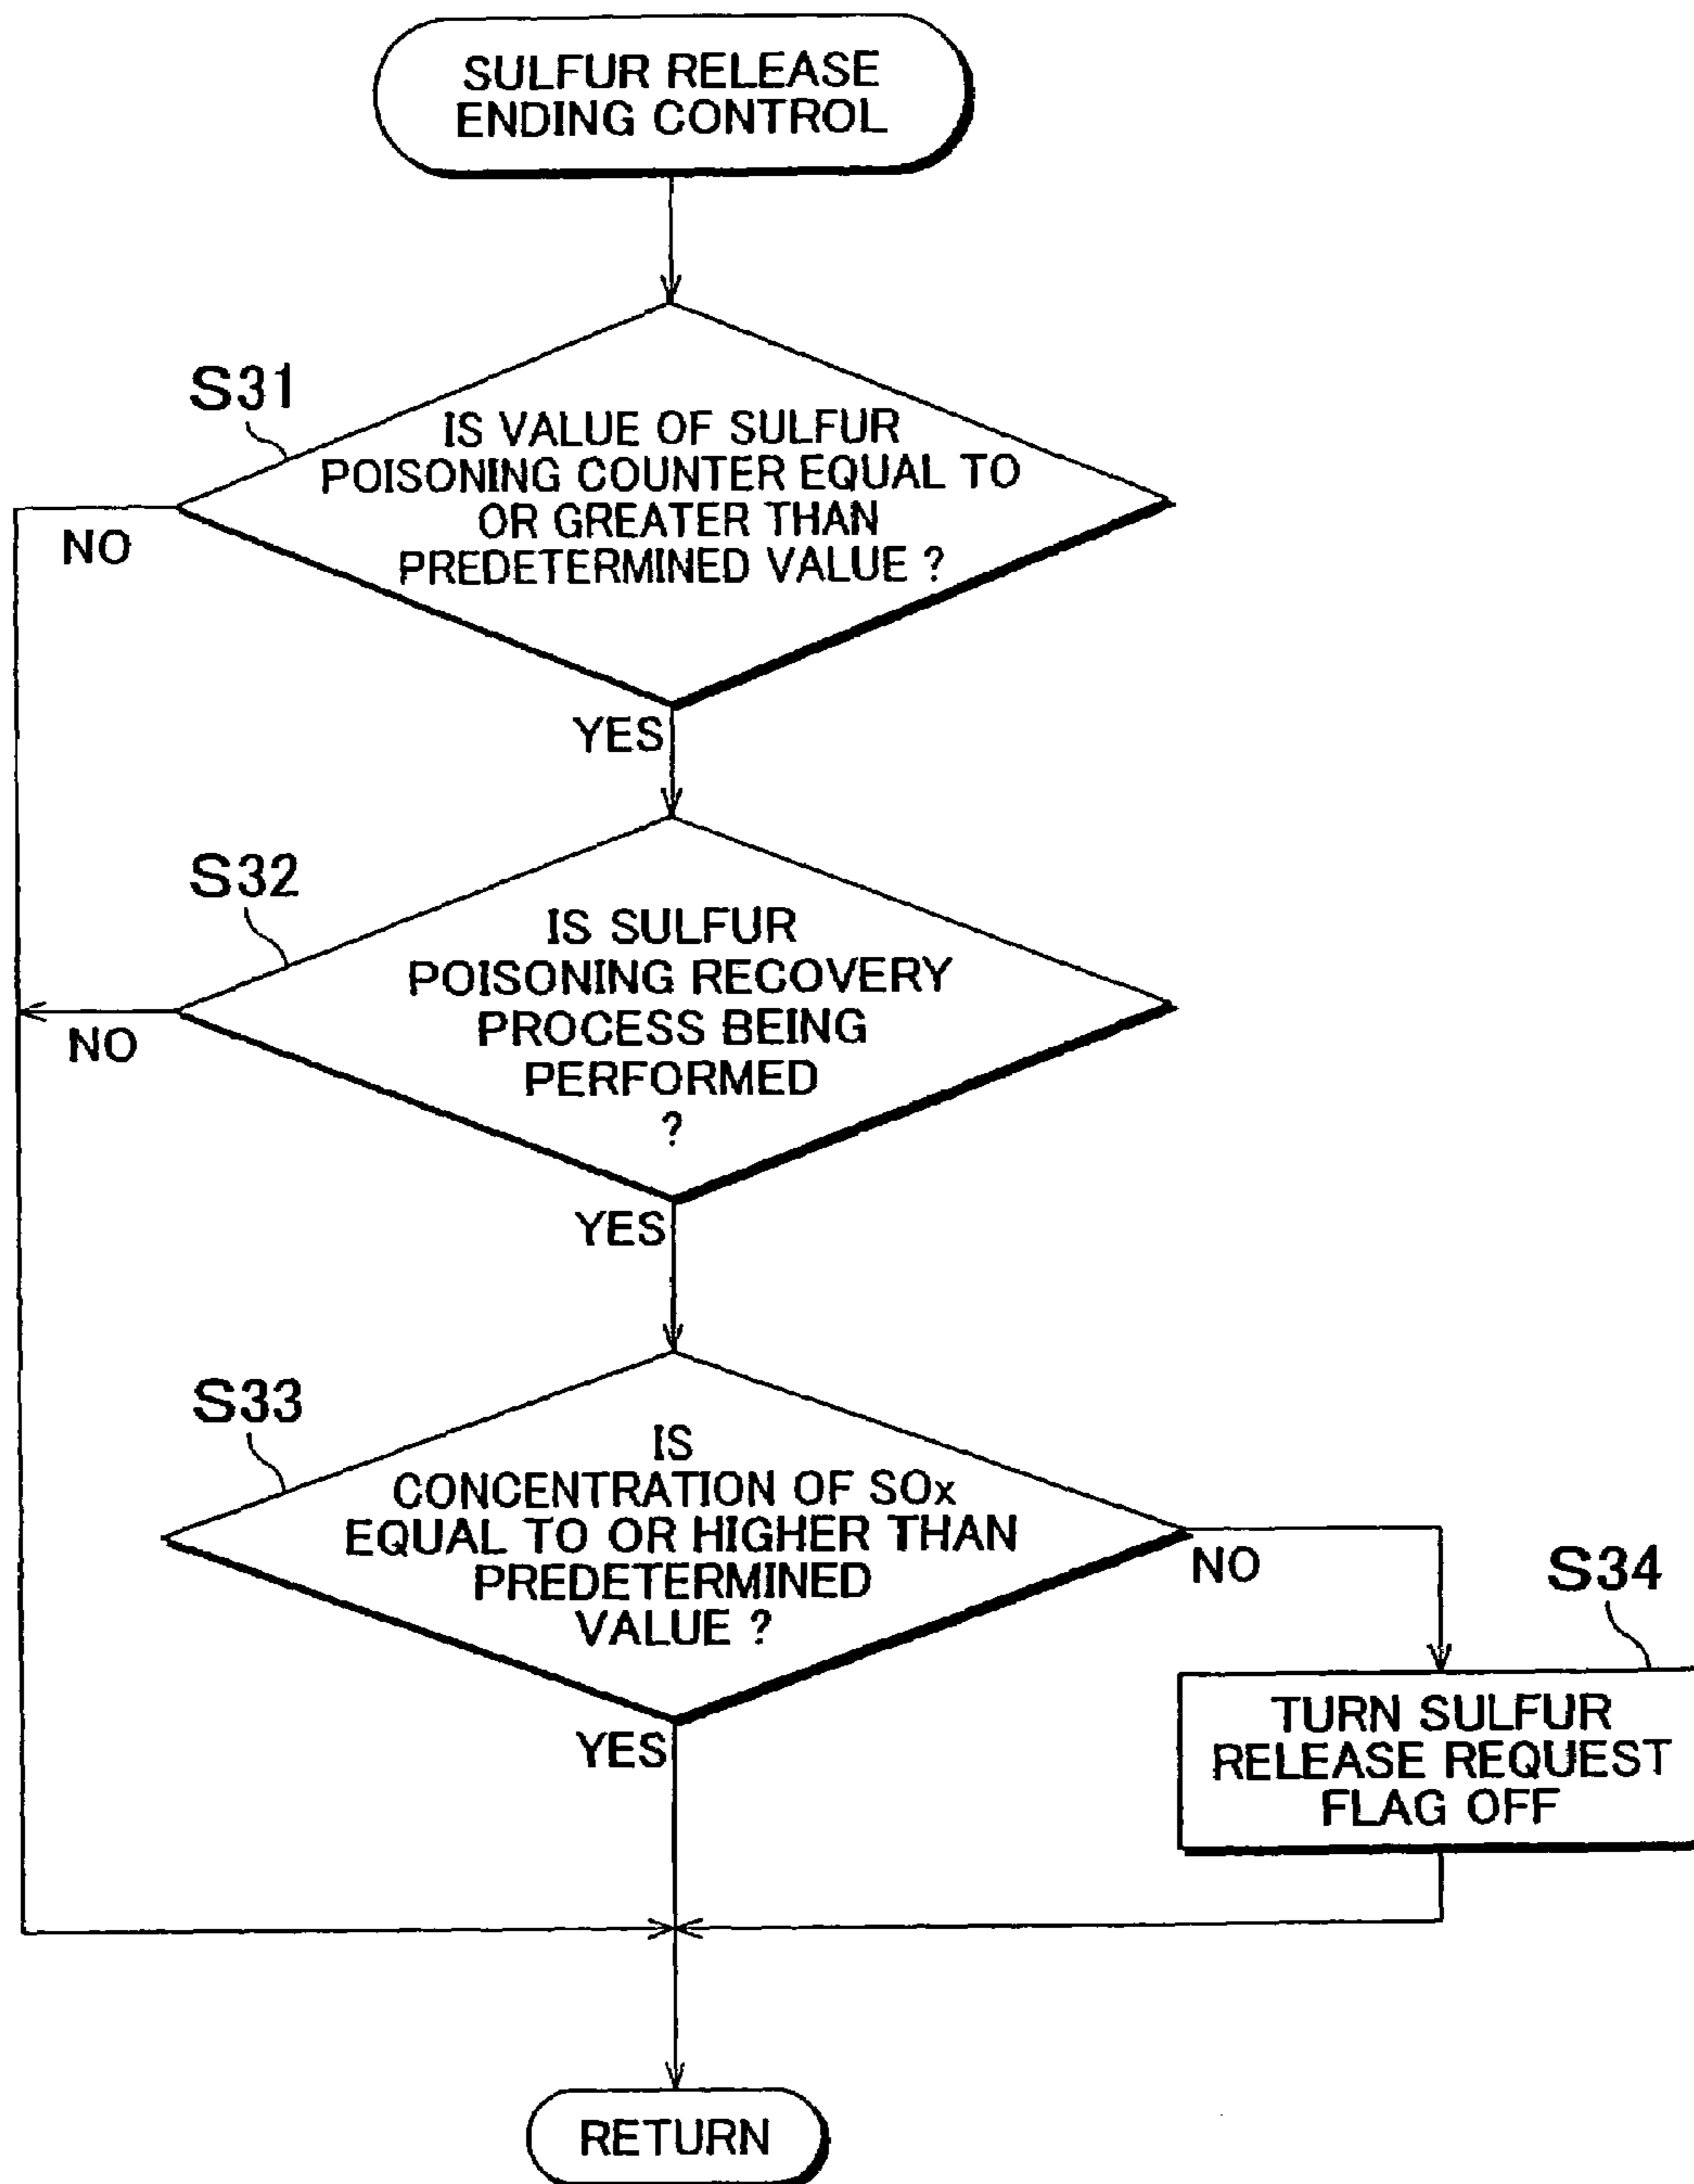 SULFUR RELEASE
ENDING CONTROL
S31
IS VALUE OF SULFUR
POISONING COUNTER EQUAL TO
OR GREATER THAN
PREDETERMINED VALUE ?
NO
YES
S32
IS SULFUR
POISONING RECOVERY
PROCESS BEING
PERFORMED
?
NO
YES
S33
IS
CONCENTRATION OF SOx
EQUAL TO OR HIGHER THAN
PREDETERMINED
VALUE ?
NO
YES
S34
TURN SULFUR
RELEASE REQUEST
FLAG OFF
RETURN